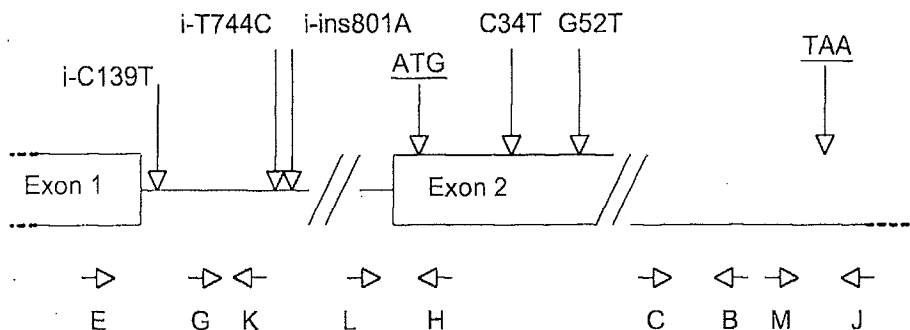 i-T744C i-ins801A C34T G52T
ATG TAA
i-C139T
Exon 1 Exon 2
E G K L H C B M J